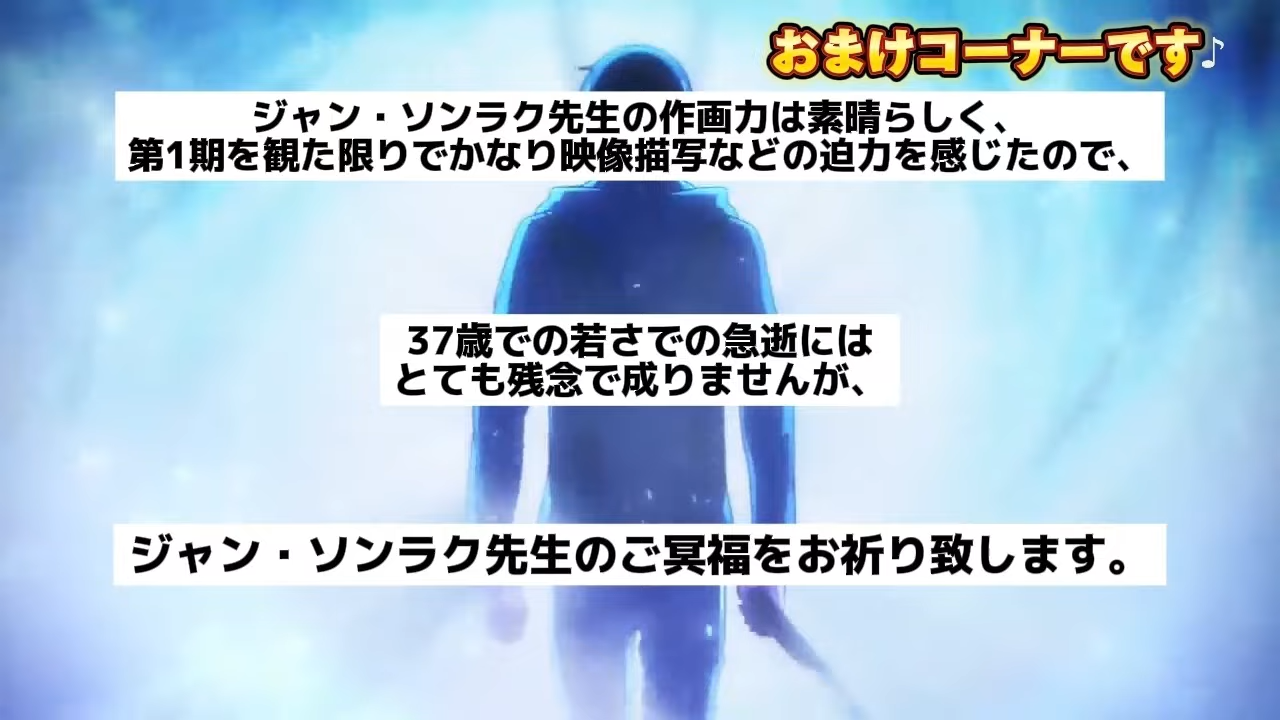 おまけコーナーです♪
ジャン・ソンラク先生の作画力は素晴らしく、
第1期を観た限りでかなり映像描写などの迫力を感じたので、
37歳での若さでの急逝には
とても残念で成りませんが、
ジャン・ソンラク先生のご冥福をお祈り致します。